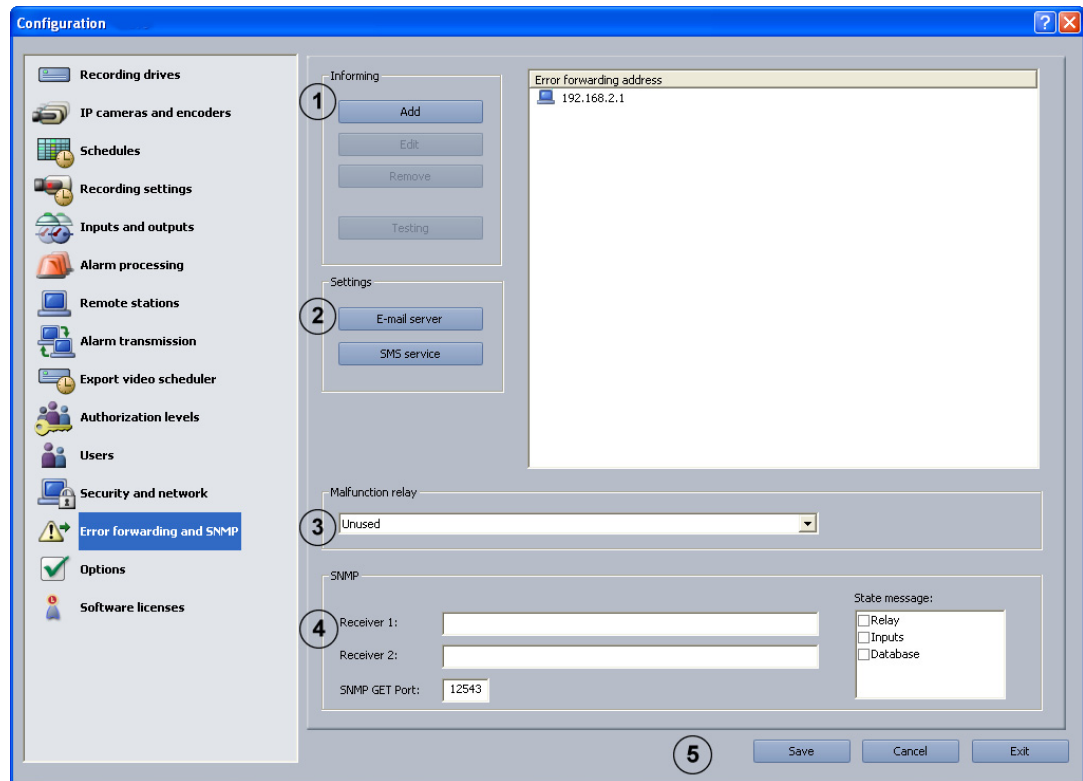 Configuration
Recording drives
IP cameras and encoders
Schedules
Recording settings
Inputs and outputs
Alarm processing
Remote stations
Alarm transmission
Export video scheduler
Authorization levels
Users
Security and network
Error forwarding and SNMP
Options
Software licenses
Informing
1
Add
Edit
Remove
Testing
Settings
2
E-mail server
SMS service
Error forwarding address
192.168.2.1
Malfunction relay
3
Unused
SNMP
4
Receiver 1:
Receiver 2:
SNMP GET Port: 12543
State message:
Relay
Inputs
Database
5
Save Cancel Exit